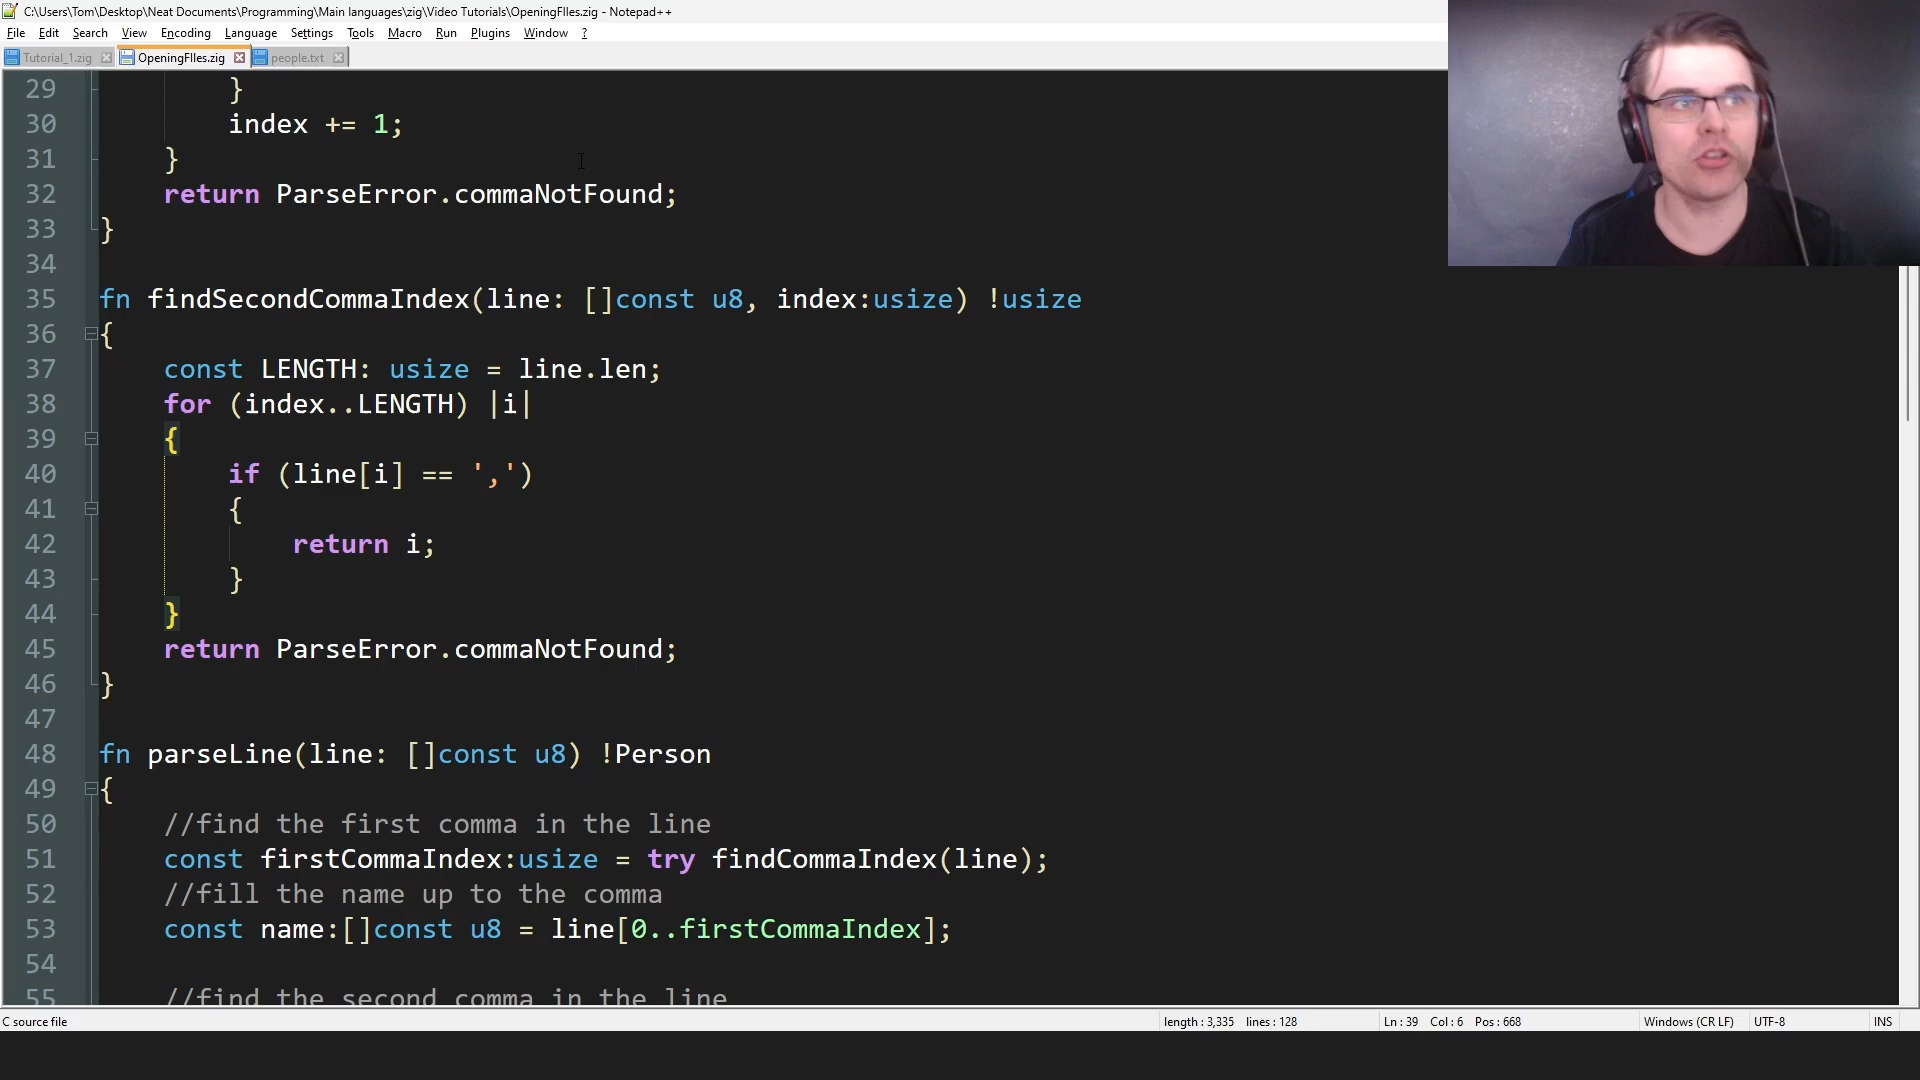 C:\Users\Tom\Desktop\Neat Documents\Programming\Main languages\zig\Video Tutorials\OpeningFIles.zig - Notepad++
File Edit Search View Encoding Language Settings Tools Macro Run Plugins Window ?
Tutorial_1.zig OpeningFIles.zig people.txt
29 }
30 index += 1;
31 }
32 return ParseError.commaNotFound;
33 }
34
35 fn findSecondCommaIndex(line: []const u8, index:usize) !usize
36 {
37 const LENGTH: usize = line.len;
38 for (index..LENGTH) |i|
39 {
40 if (line[i] == ',')
41 {
42 return i;
43 }
44 }
45 return ParseError.commaNotFound;
46 }
47
48 fn parseLine(line: []const u8) !Person
49 {
50 //find the first comma in the line
51 const firstCommaIndex:usize = try findCommaIndex(line);
52 //fill the name up to the comma
53 const name:[]const u8 = line[0..firstCommaIndex];
54
55 //find the second comma in the line
C source file length : 3,335 lines : 128 Ln : 39 Col : 6 Pos : 668 Windows (CR LF) UTF-8 INS